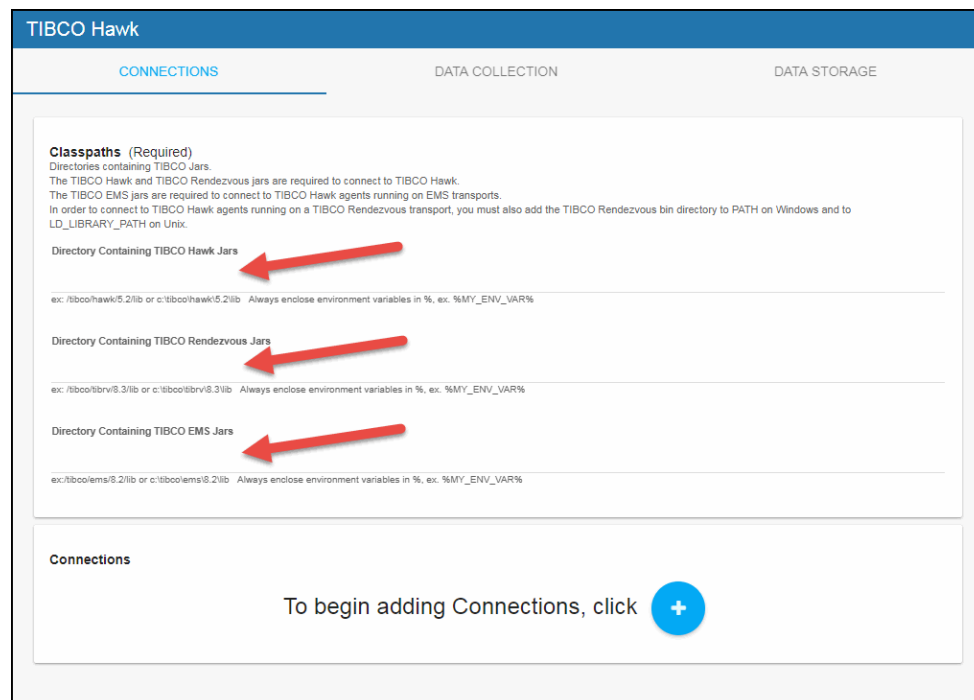 TIBCO Hawk
CONNECTIONS
DATA COLLECTION
DATA STORAGE
Classpaths (Required)
Directories containing TIBCO Jars.
The TIBCO Hawk and TIBCO Rendezvous jars are required to connect to TIBCO Hawk.
The TIBCO EMS jars are required to connect to TIBCO Hawk agents running on EMS transports.
In order to connect to TIBCO Hawk agents running on a TIBCO Rendezvous transport, you must also add the TIBCO Rendezvous bin directory to PATH on Windows and to
LD_LIBRARY_PATH on Unix.
Directory Containing TIBCO Hawk Jars
ex: /tibco/hawk/5.2/lib or c:\tibco\hawk\5.2\lib Always enclose environment variables in %, ex. %MY_ENV_VAR%
Directory Containing TIBCO Rendezvous Jars
ex: /tibco/tibrv/8.3/lib or c:\tibco\tibrv\8.3\lib Always enclose environment variables in %, ex. %MY_ENV_VAR%
Directory Containing TIBCO EMS Jars
ex:/tibco/ems/8.2/lib or c:\tibco\ems\8.2\lib Always enclose environment variables in %, ex. %MY_ENV_VAR%
Connections
To begin adding Connections, click +